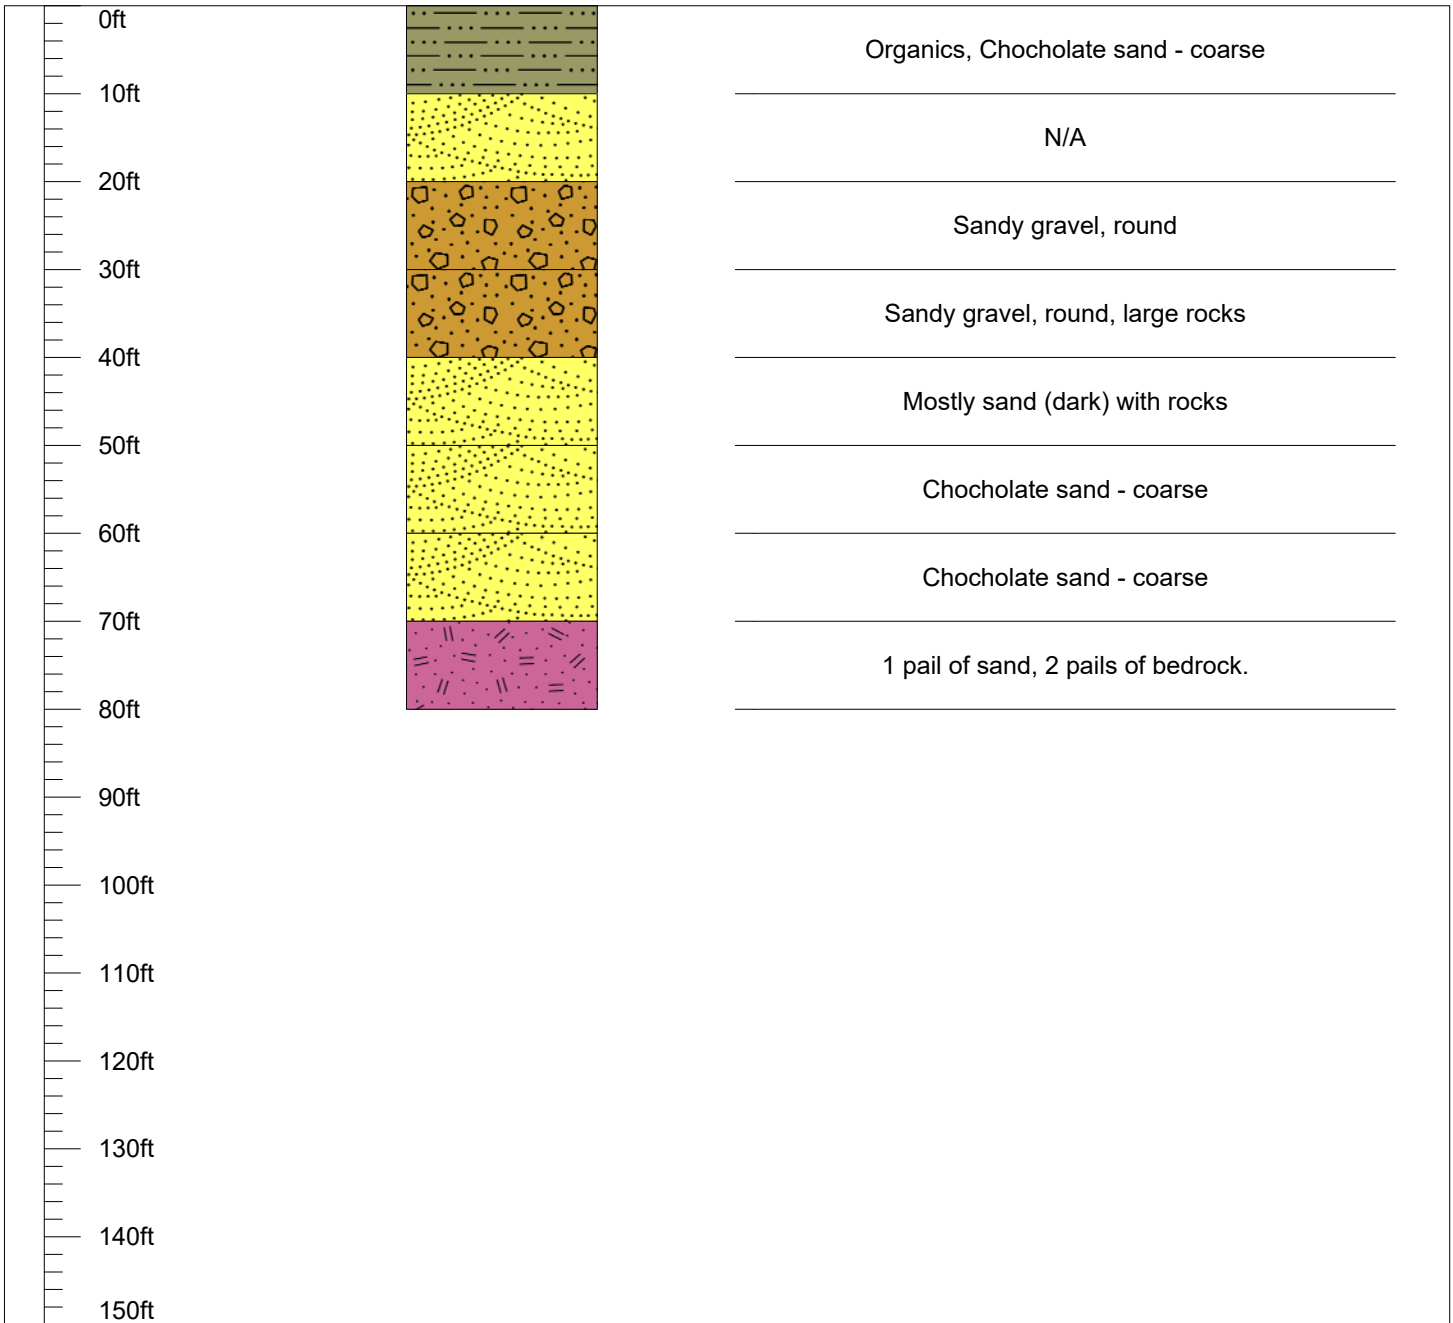 0ft
Organics, Chocholate sand - coarse
10ft
N/A
20ft
Sandy gravel, round
30ft
Sandy gravel, round, large rocks
40ft
Mostly sand (dark) with rocks
50ft
Chocholate sand - coarse
60ft
Chocholate sand - coarse
70ft
1 pail of sand, 2 pails of bedrock.
80ft
90ft
100ft
110ft
120ft
130ft
140ft
150ft